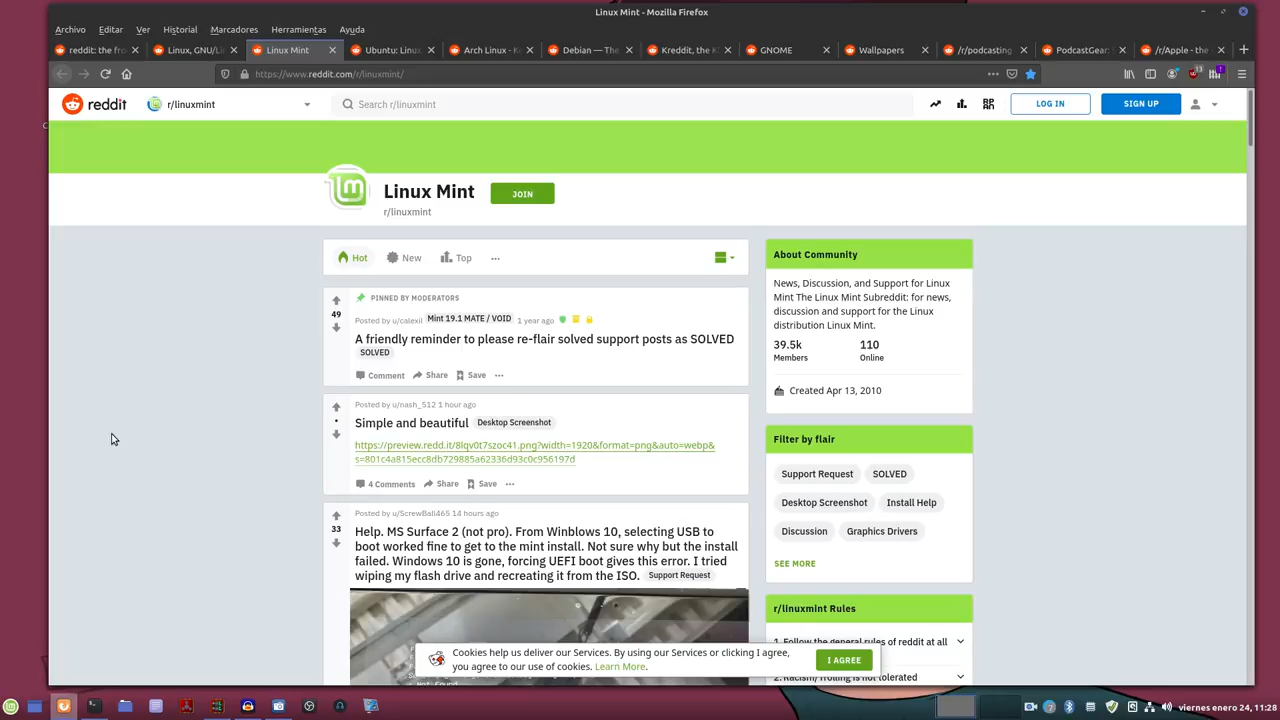 Linux Mint - Mozilla Firefox
Archivo Editar Ver Historial Marcadores Herramientas Ayuda
reddit: the fro Linux, GNU/Li Linux Mint Ubuntu: Linux Arch Linux - Debian — The Kreddit, the K GNOME Wallpapers /r/podcasting PodcastGear: /r/Apple - the
https://www.reddit.com/r/linuxmint/
13
reddit r/linuxmint Search r/linuxmint LOG IN SIGN UP
Linux Mint JOIN
r/linuxmint
Hot New Top
PINNED BY MODERATORS
49
Posted by u/calexil Mint 19.1 MATE / VOID 1 year ago
A friendly reminder to please re-flair solved support posts as SOLVED
SOLVED
Comment Share Save
Posted by u/nash_512 1 hour ago
Simple and beautiful Desktop Screenshot
https://preview.redd.it/8lqv0t7szoc41.png?width=1920&format=png&auto=webp&
s=801c4a815ecc8db729885a62336d93c0c956197d
4 Comments Share Save
Posted by u/ScrewBall465 14 hours ago
33
Help. MS Surface 2 (not pro). From Winblows 10, selecting USB to
boot worked fine to get to the mint install. Not sure why but the install
failed. Windows 10 is gone, forcing UEFI boot gives this error. I tried
wiping my flash drive and recreating it from the ISO. Support Request
About Community
News, Discussion, and Support for Linux
Mint The Linux Mint Subreddit: for news,
discussion and support for the Linux
distribution Linux Mint.
39.5k 110
Members Online
Created Apr 13, 2010
Filter by flair
Support Request SOLVED
Desktop Screenshot Install Help
Discussion Graphics Drivers
SEE MORE
r/linuxmint Rules
1. Follow the general rules of reddit at all
2. Racism/Trolling is not tolerated
Cookies help us deliver our Services. By using our Services or clicking I agree,
you agree to our use of cookies. Learn More.
I AGREE
viernes enero 24, 11:28